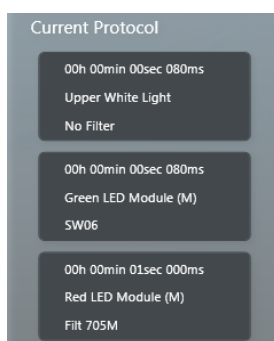 Current Protocol
00h 00min 00sec 080ms
Upper White Light
No Filter
00h 00min 00sec 080ms
Green LED Module (M)
SW06
00h 00min 01sec 000ms
Red LED Module (M)
Filt 705M